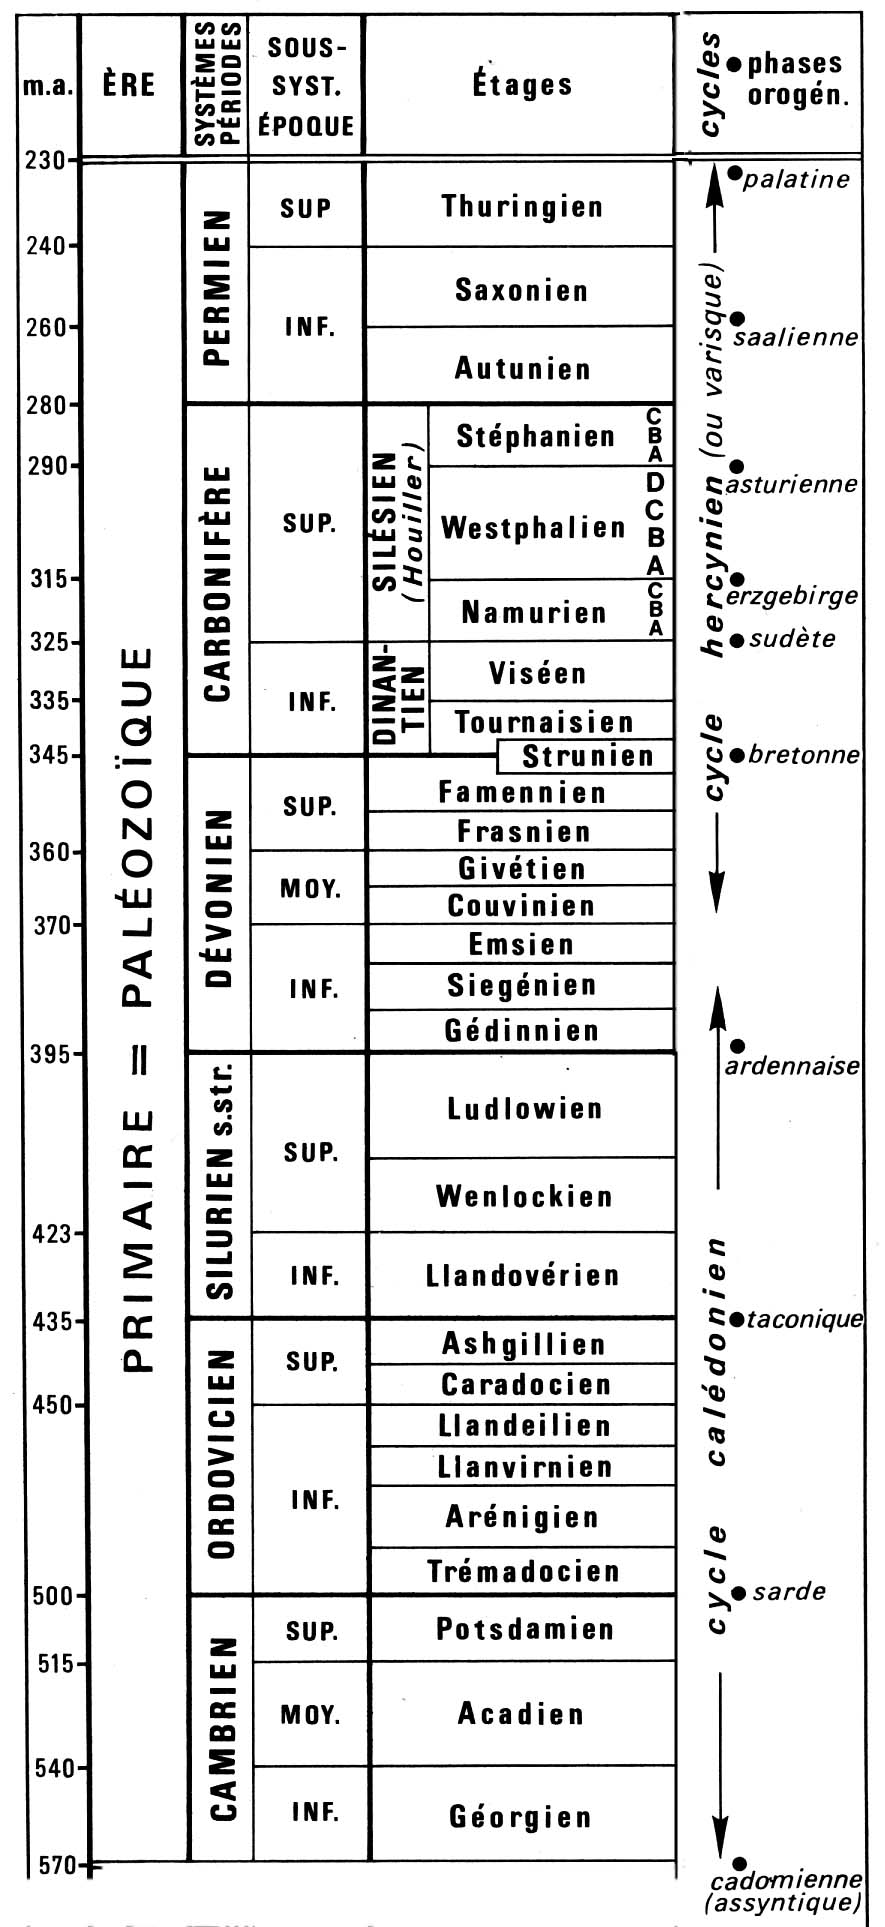 m.a.
ÈRE
SYSTÈMES
PÉRIODES
SOUS-
SYST.
ÉPOQUE
Étages
cycles
● phases
orogén.
230
240
260
280
290
315
325
335
345
360
370
395
423
435
450
500
515
540
570
PRIMAIRE = PALÉOZOÏQUE
PERMIEN
SUP
Thuringien
INF.
Saxonien
Autunien
CARBONIFÈRE
SUP.
SILÉSIEN
(Houiller)
Stéphanien
C
B
A
Westphalien
D
C
B
A
Namurien
C
B
A
INF.
DINAN-
TIEN
Viséen
Tournaisien
Strunien
DÉVONIEN
SUP.
Famennien
Frasnien
MOY.
Givétien
Couvinien
INF.
Emsien
Siegénien
Gédinnien
SILURIEN s.str.
SUP.
Ludlowien
Wenlockien
INF.
Llandovérien
ORDOVICIEN
SUP.
Ashgillien
Caradocien
INF.
Llandeilien
Llanvirnien
Arénigien
Trémadocien
CAMBRIEN
SUP.
Potsdamien
MOY.
Acadien
INF.
Géorgien
cycle hercynien (ou varisque)
palatine
saalienne
asturienne
erzgebirge
sudète
bretonne
cycle calédonien
ardennaise
taconique
sarde
cadomienne
(assyntique)